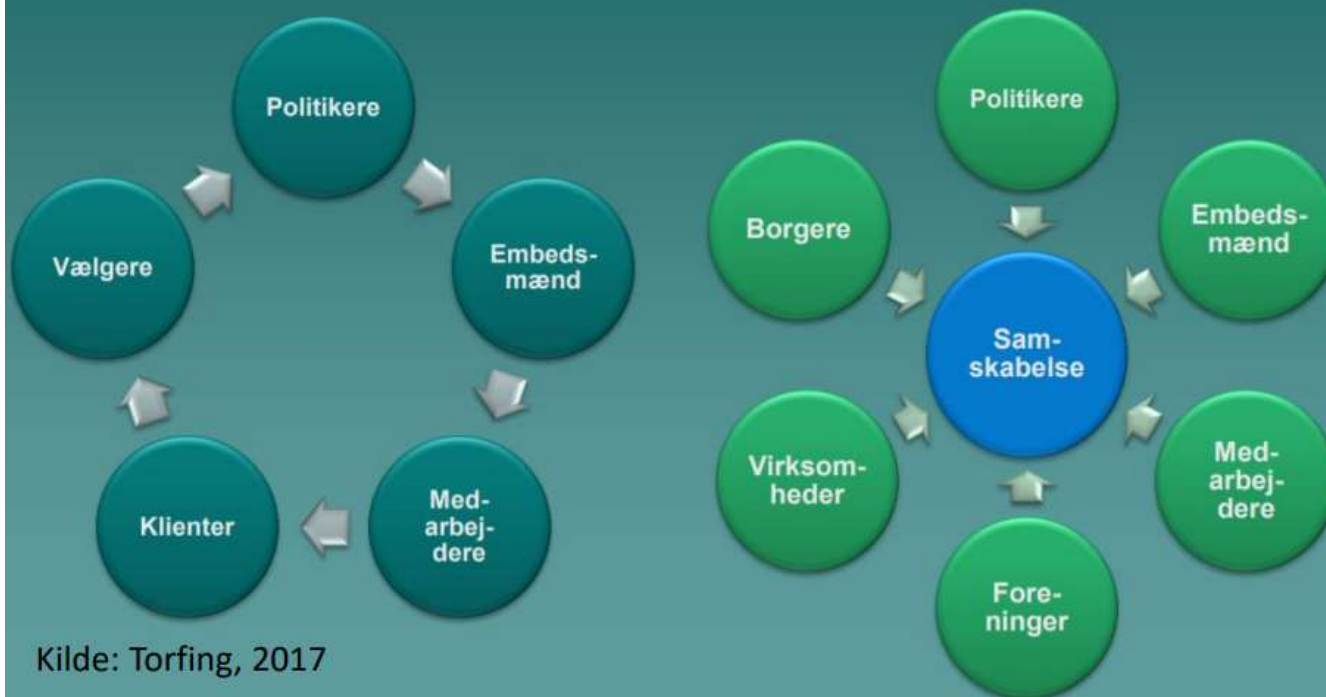 Politikere
Embeds-
mænd
Med-
arbej-
dere
Klienter
Vælgere
Politikere
Embeds-
mænd
Med-
arbej-
dere
Fore-
ninger
Virksom-
heder
Borgere
Sam-
skabelse
Kilde: Torfing, 2017